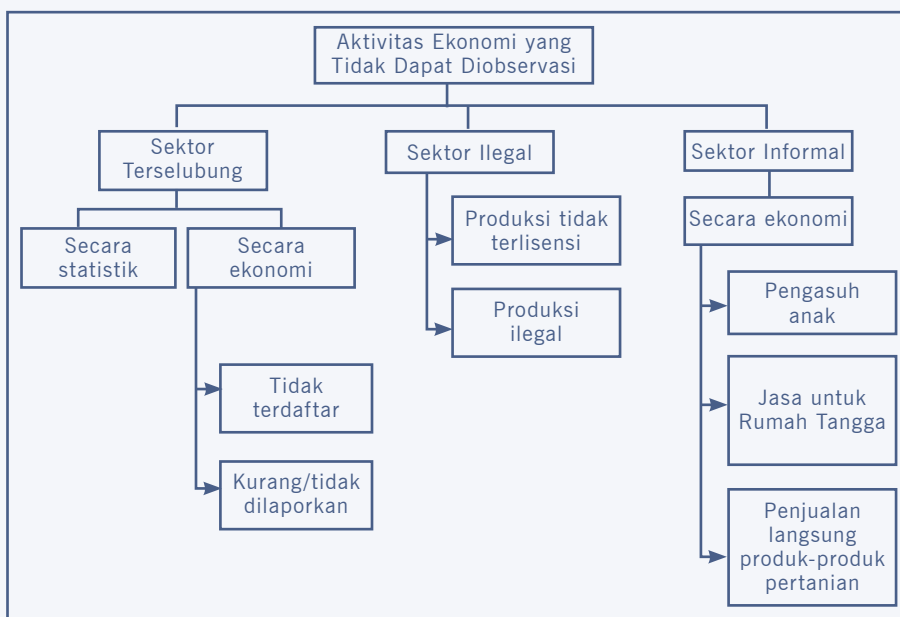 Aktivitas Ekonomi yang
Tidak Dapat Diobservasi
Sektor
Terselubung
Sektor Ilegal
Sektor Informal
Secara
statistik
Secara
ekonomi
Produksi tidak
terlisensi
Secara ekonomi
Produksi
ilegal
Pengasuh
anak
Tidak
terdaftar
Jasa untuk
Rumah Tangga
Kurang/tidak
dilaporkan
Penjualan
langsung
produk-produk
pertanian